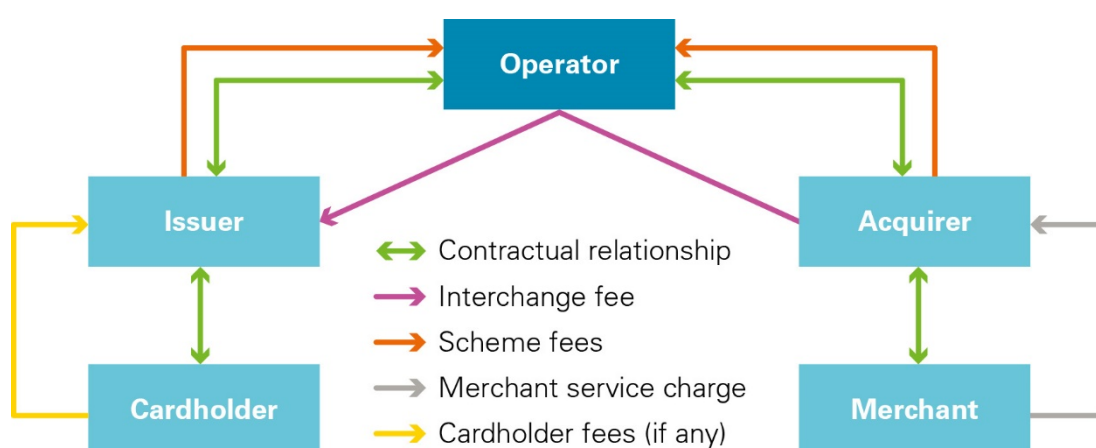 Operator
Issuer
Acquirer
Contractual relationship
Interchange fee
Scheme fees
Merchant service charge
Cardholder fees (if any)
Cardholder
Merchant